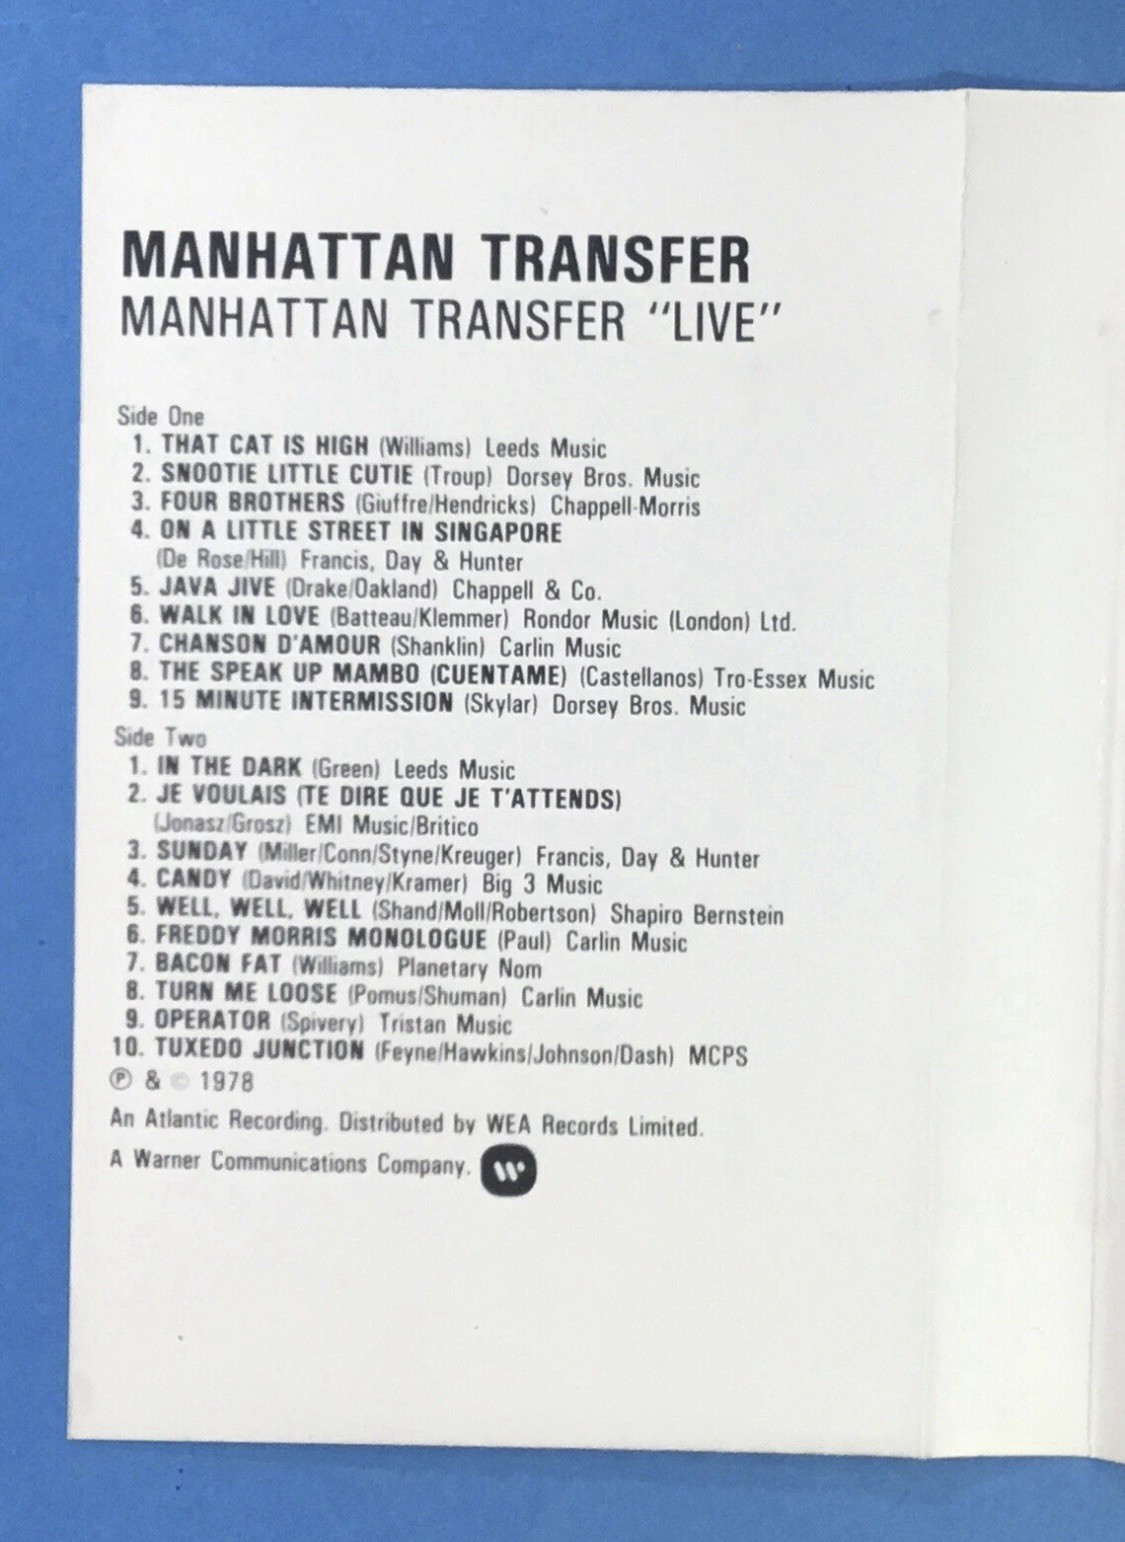 MANHATTAN TRANSFER
MANHATTAN TRANSFER “LIVE”
Side One
1. THAT CAT IS HIGH (Williams) Leeds Music
2. SNOOTIE LITTLE CUTIE (Troup) Dorsey Bros. Music
3. FOUR BROTHERS (Giuffre/Hendricks) Chappell-Morris
4. ON A LITTLE STREET IN SINGAPORE
(De Rose/Hill) Francis, Day & Hunter
5. JAVA JIVE (Drake/Oakland) Chappell & Co.
6. WALK IN LOVE (Batteau/Klemmer) Rondor Music (London) Ltd.
7. CHANSON D'AMOUR (Shanklin) Carlin Music
8. THE SPEAK UP MAMBO (CUENTAME) (Castellanos) Tro-Essex Music
9. 15 MINUTE INTERMISSION (Skylar) Dorsey Bros. Music
Side Two
1. IN THE DARK (Green) Leeds Music
2. JE VOULAIS (TE DIRE QUE JE T'ATTENDS)
(Jonasz/Grosz) EMI Music/Britico
3. SUNDAY (Miller/Conn/Styne/Kreuger) Francis, Day & Hunter
4. CANDY (David/Whitney/Kramer) Big 3 Music
5. WELL, WELL, WELL (Shand/Moll/Robertson) Shapiro Bernstein
6. FREDDY MORRIS MONOLOGUE (Paul) Carlin Music
7. BACON FAT (Williams) Planetary Nom
8. TURN ME LOOSE (Pomus/Shuman) Carlin Music
9. OPERATOR (Spivery) Tristan Music
10. TUXEDO JUNCTION (Feyne/Hawkins/Johnson/Dash) MCPS
℗ & © 1978
An Atlantic Recording. Distributed by WEA Records Limited.
A Warner Communications Company.